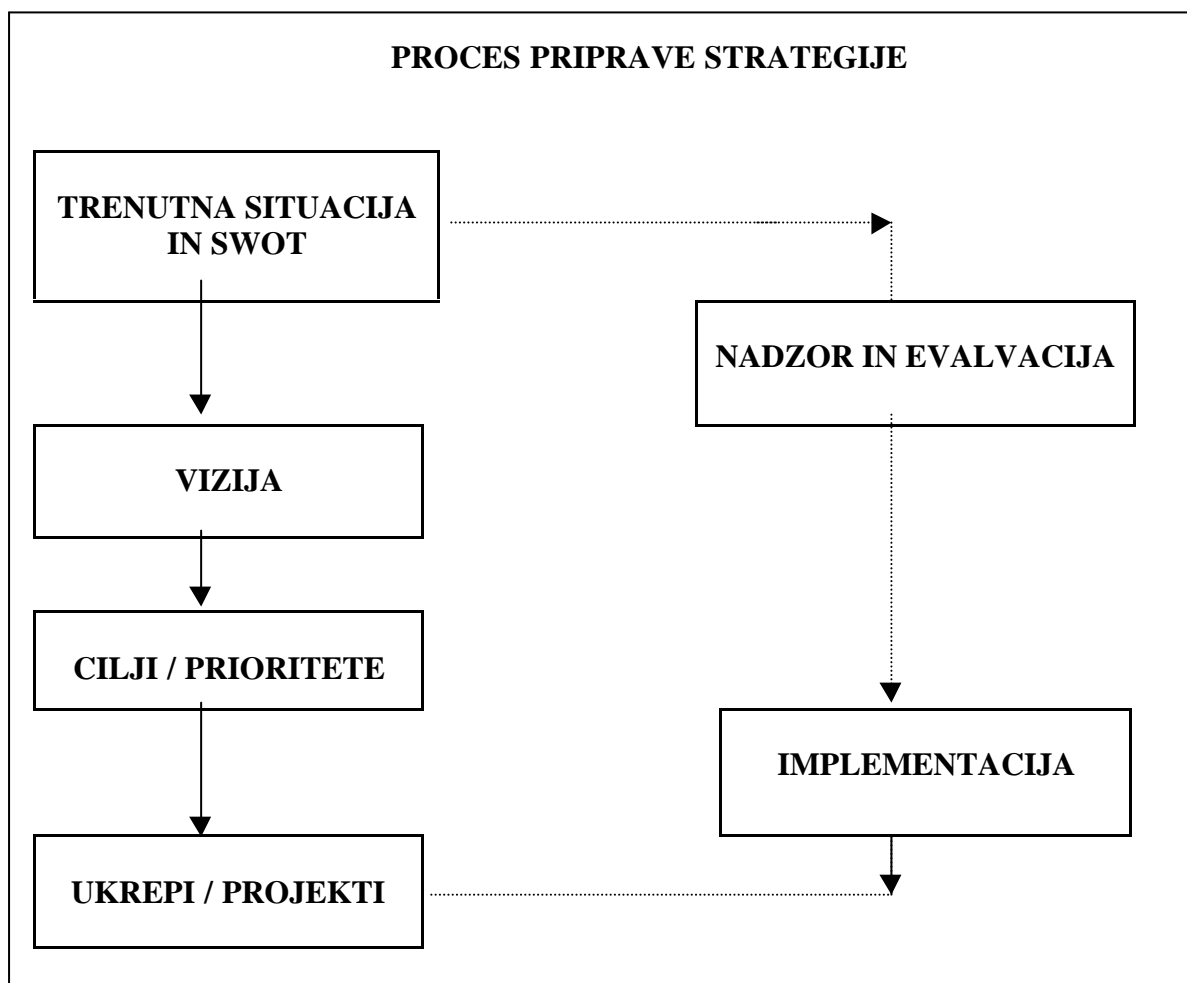 PROCES PRIPRAVE STRATEGIJE
TRENUTNA SITUACIJA
IN SWOT
NADZOR IN EVALVACIJA
VIZIJA
CILJI / PRIORITETE
IMPLEMENTACIJA
UKREPI / PROJEKTI